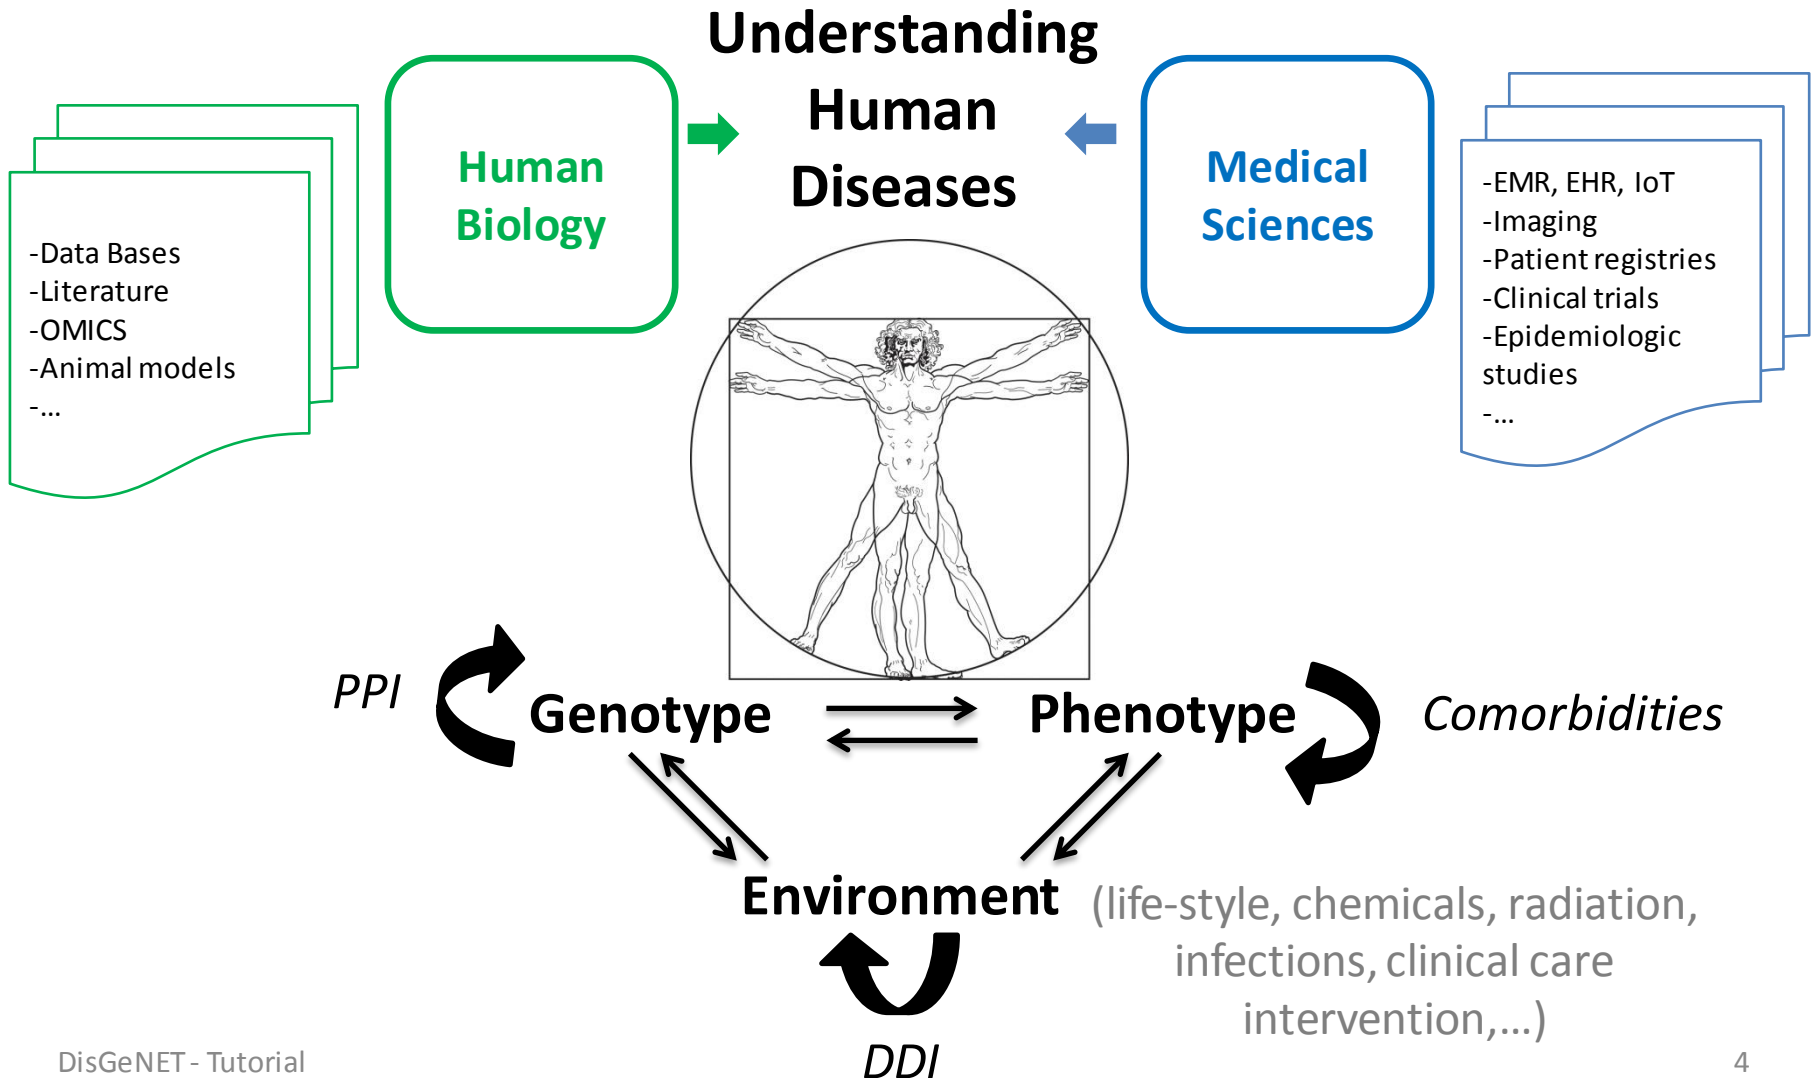 Understanding
Human
Diseases
Human
Biology
Medical
Sciences
-Data Bases
-Literature
-OMICS
-Animal models
-...
-EMR, EHR, IoT
-Imaging
-Patient registries
-Clinical trials
-Epidemiologic
studies
-...
PPI
Genotype
Phenotype
Comorbidities
Environment
(life-style, chemicals, radiation,
infections, clinical care
intervention,...)
DDI
DisGeNET - Tutorial
4